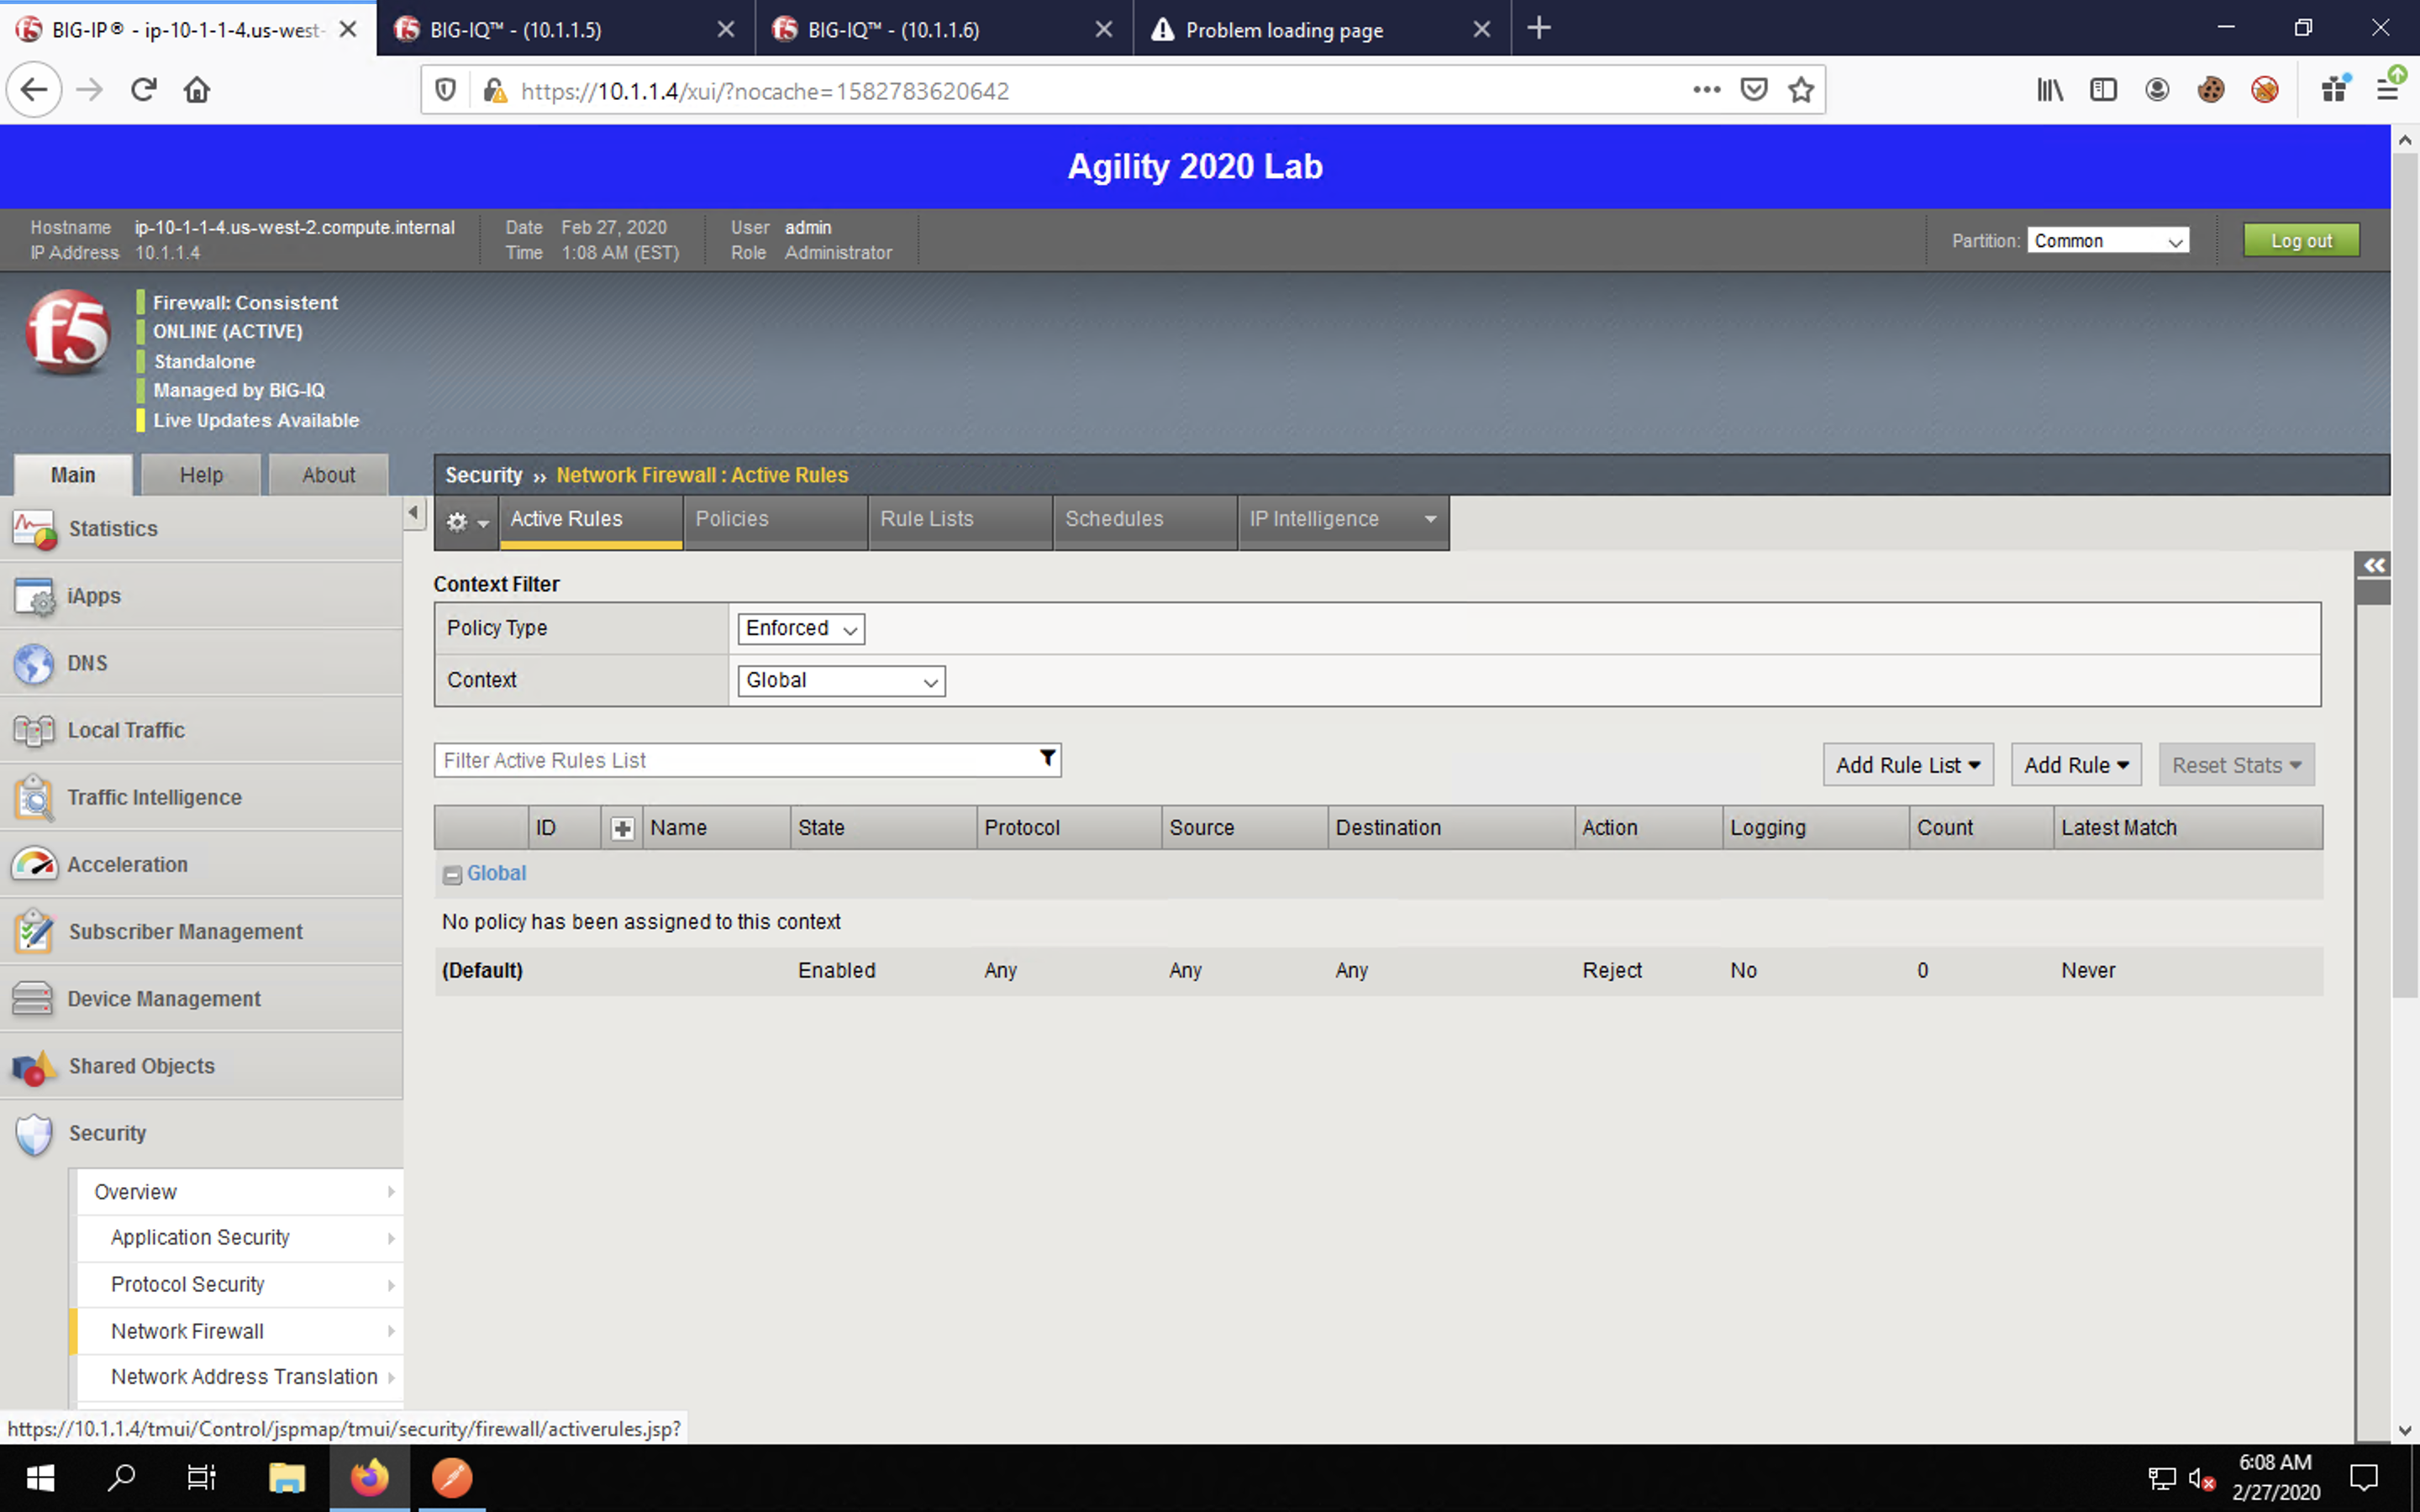 BIG-IP® - ip-10-1-1-4.us-west-
BIG-IQ™ - (10.1.1.5)
BIG-IQ™ - (10.1.1.6)
Problem loading page
https://10.1.1.4/xui/?nocache=1582783620642
Agility 2020 Lab
Hostname ip-10-1-1-4.us-west-2.compute.internal
IP Address 10.1.1.4
Date Feb 27, 2020
Time 1:08 AM (EST)
User admin
Role Administrator
Partition: Common
Log out
f5
Firewall: Consistent
ONLINE (ACTIVE)
Standalone
Managed by BIG-IQ
Live Updates Available
Main Help About
Security » Network Firewall : Active Rules
Active Rules Policies Rule Lists Schedules IP Intelligence
Statistics
iApps
DNS
Local Traffic
Traffic Intelligence
Acceleration
Subscriber Management
Device Management
Shared Objects
Security
Overview
Application Security
Protocol Security
Network Firewall
Network Address Translation
Context Filter
Policy Type Enforced
Context Global
Filter Active Rules List
Add Rule List Add Rule Reset Stats
ID Name State Protocol Source Destination Action Logging Count Latest Match
Global
No policy has been assigned to this context
(Default) Enabled Any Any Any Reject No 0 Never
https://10.1.1.4/tmui/Control/jspmap/tmui/security/firewall/activerules.jsp?
6:08 AM
2/27/2020